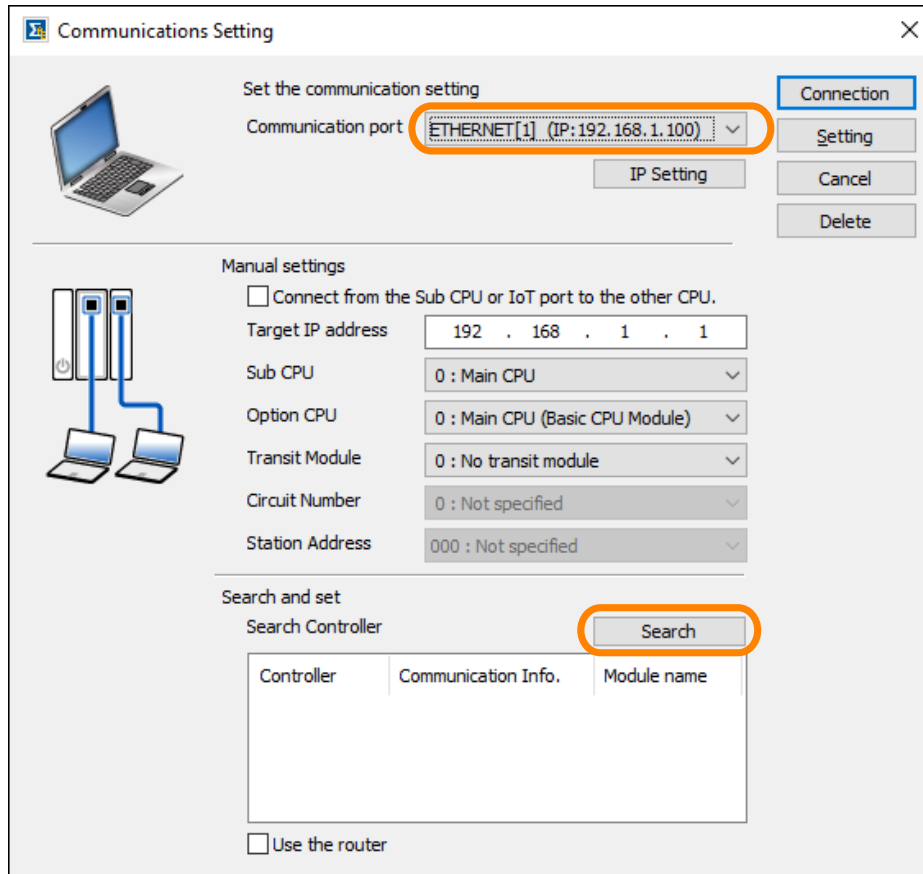 Communications Setting
Set the communication setting
Connection
Communication port ETHERNET[1] (IP:192.168.1.100)
Setting
IP Setting
Cancel
Delete
Manual settings
Connect from the Sub CPU or IoT port to the other CPU.
Target IP address 192 . 168 . 1 . 1
Sub CPU 0 : Main CPU
Option CPU 0 : Main CPU (Basic CPU Module)
Transit Module 0 : No transit module
Circuit Number 0 : Not specified
Station Address 000 : Not specified
Search and set
Search Controller Search
Controller Communication Info. Module name
Use the router